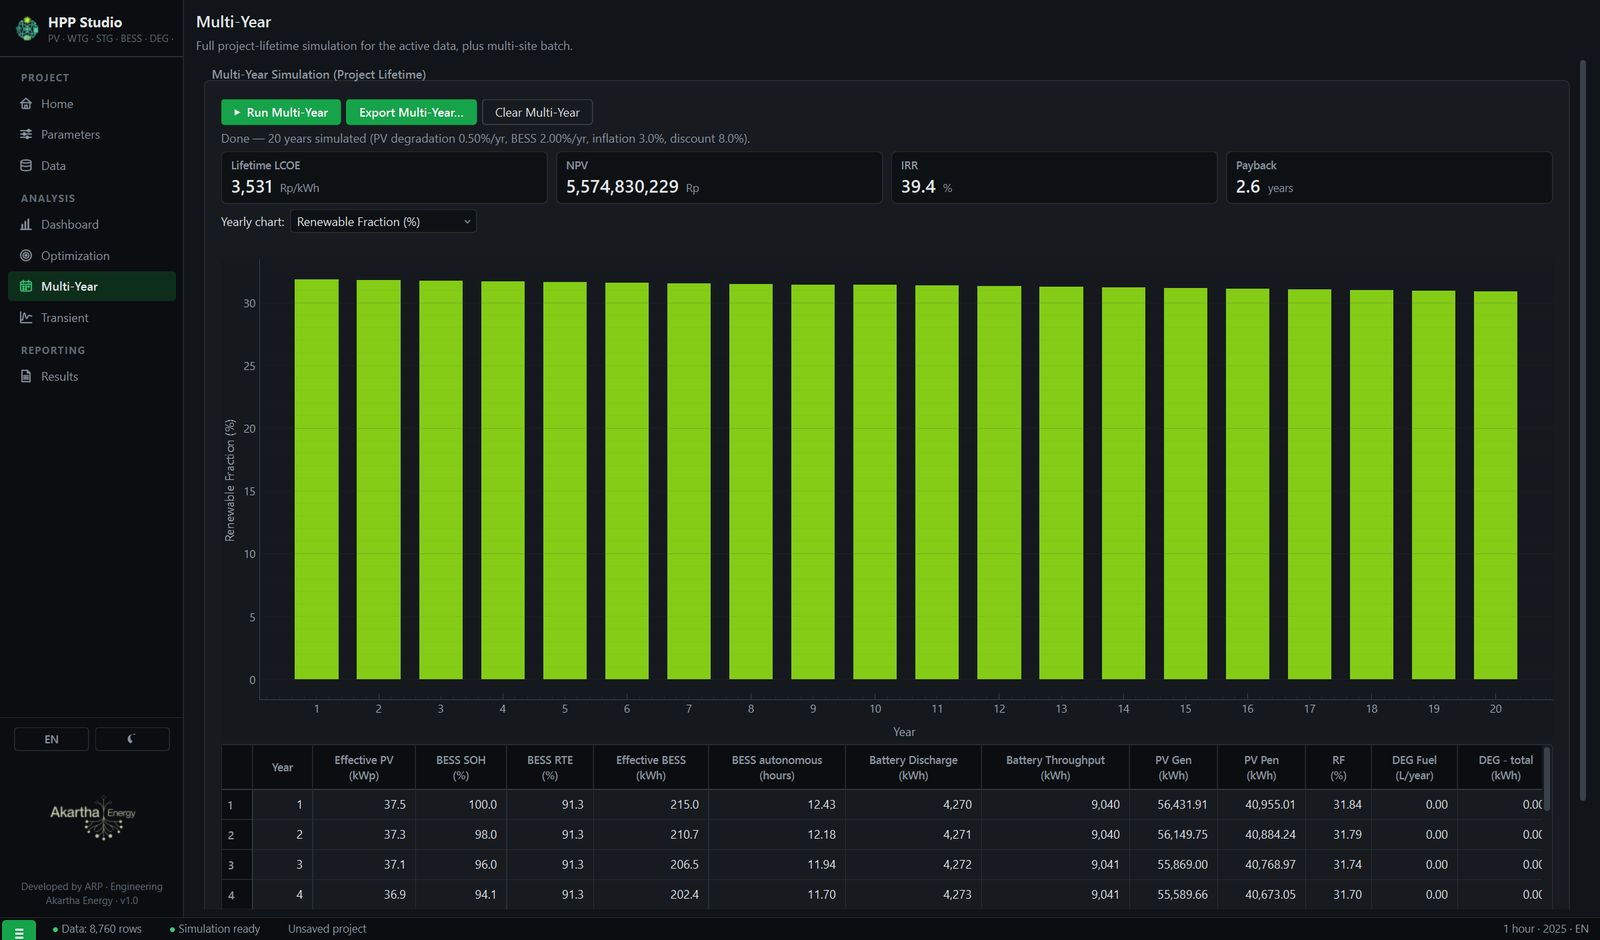 HPP Studio
PV · WTG · STG · BESS · DEG ·
PROJECT
Home
Parameters
Data
ANALYSIS
Dashboard
Optimization
Multi-Year
Transient
REPORTING
Results
EN
Akartha Energy
Developed by ARP · Engineering
Akartha Energy · v1.0
Multi-Year
Full project-lifetime simulation for the active data, plus multi-site batch.
Multi-Year Simulation (Project Lifetime)
Run Multi-Year
Export Multi-Year...
Clear Multi-Year
Done — 20 years simulated (PV degradation 0.50%/yr, BESS 2.00%/yr, inflation 3.0%, discount 8.0%).
Lifetime LCOE
3,531 Rp/kWh
NPV
5,574,830,229 Rp
IRR
39.4 %
Payback
2.6 years
Yearly chart: Renewable Fraction (%)
Renewable Fraction (%)
30
25
20
15
10
5
0
1 2 3 4 5 6 7 8 9 10 11 12 13 14 15 16 17 18 19 20
Year
Year Effective PV (kWp) BESS SOH (%) BESS RTE (%) Effective BESS (kWh) BESS autonomous (hours) Battery Discharge (kWh) Battery Throughput (kWh) PV Gen (kWh) PV Pen (kWh) RF (%) DEG Fuel (L/year) DEG - total (kWh)
1 1 37.5 100.0 91.3 215.0 12.43 4,270 9,040 56,431.91 40,955.01 31.84 0.00 0.00
2 2 37.3 98.0 91.3 210.7 12.18 4,271 9,040 56,149.75 40,884.24 31.79 0.00 0.00
3 3 37.1 96.0 91.3 206.5 11.94 4,272 9,041 55,869.00 40,768.97 31.74 0.00 0.00
4 4 36.9 94.1 91.3 202.4 11.70 4,273 9,041 55,589.66 40,673.05 31.70 0.00 0.00
Data: 8,760 rows
Simulation ready
Unsaved project
1 hour · 2025 · EN